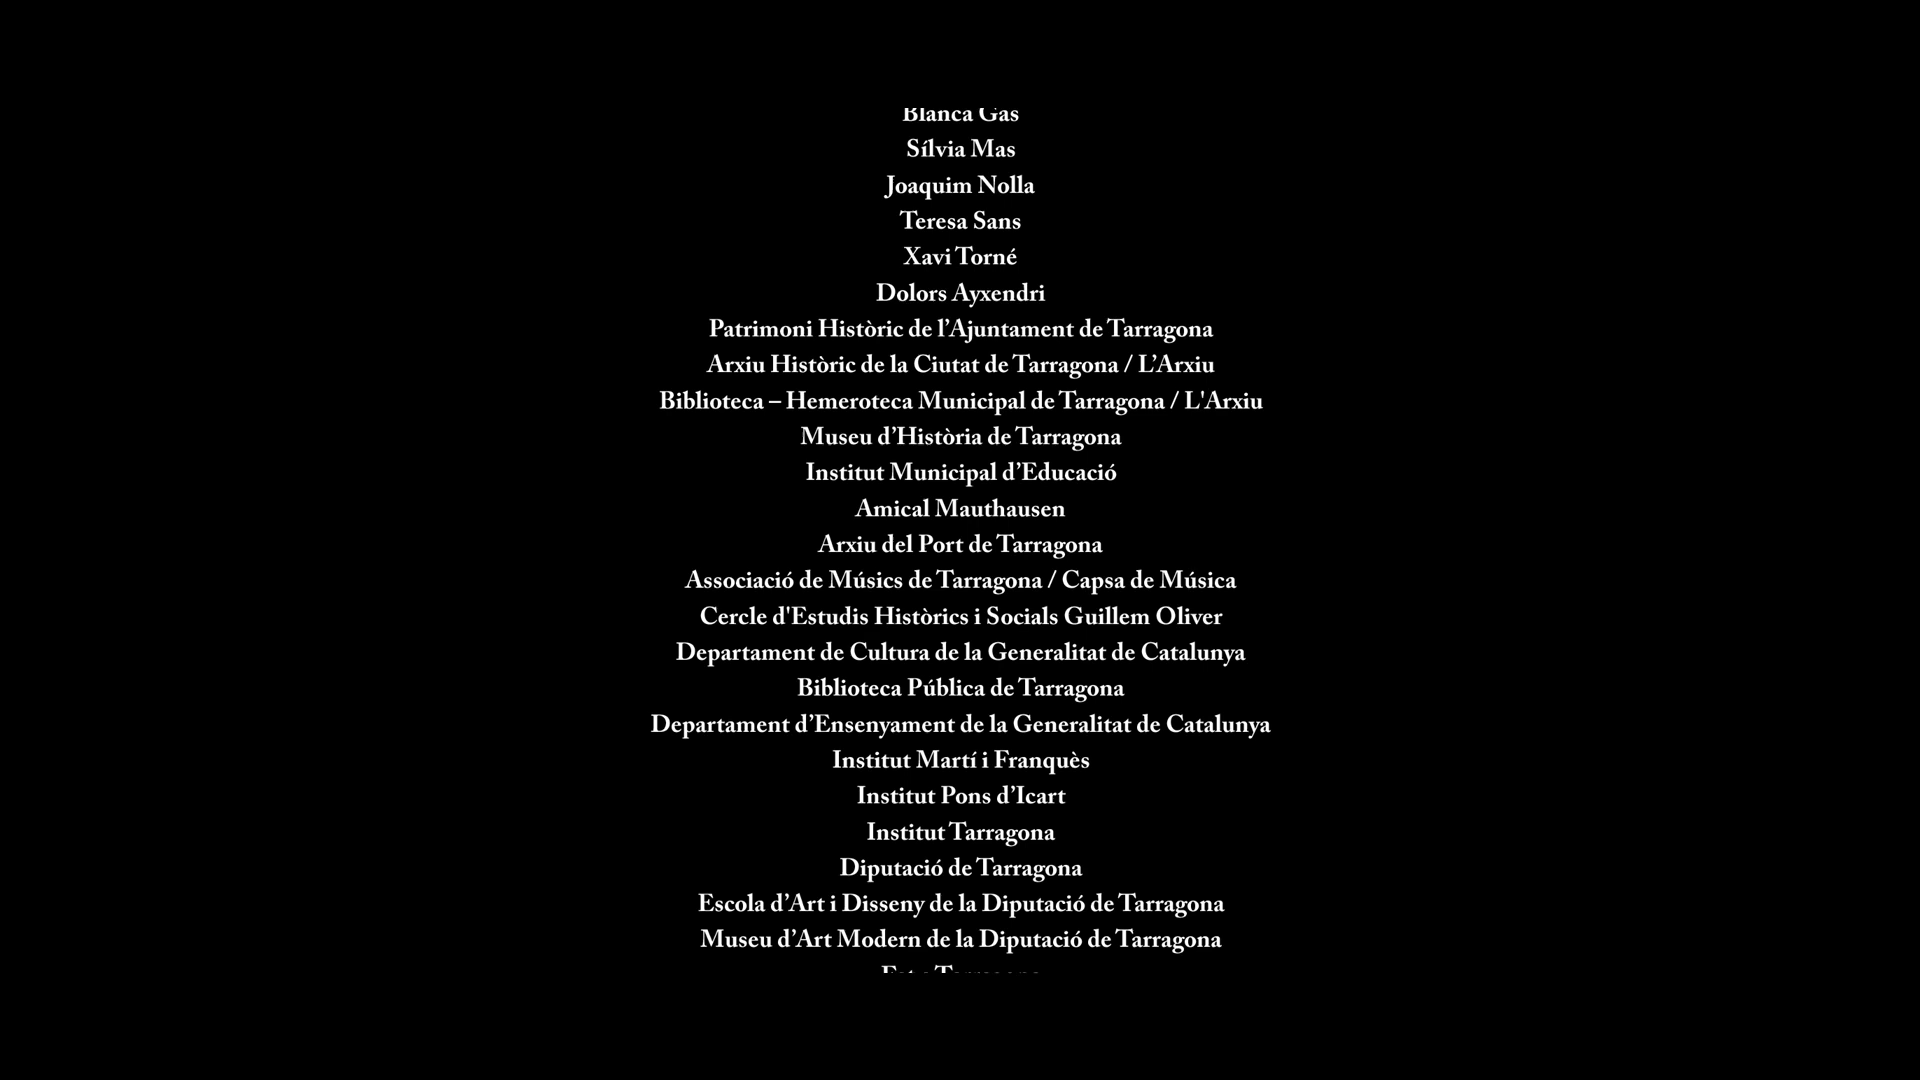 Blanca Gas
Sílvia Mas
Joaquim Nolla
Teresa Sans
Xavi Torné
Dolors Ayxendri
Patrimoni Històric de l’Ajuntament de Tarragona
Arxiu Històric de la Ciutat de Tarragona / L’Arxiu
Biblioteca – Hemeroteca Municipal de Tarragona / L'Arxiu
Museu d’Història de Tarragona
Institut Municipal d’Educació
Amical Mauthausen
Arxiu del Port de Tarragona
Associació de Músics de Tarragona / Capsa de Música
Cercle d'Estudis Històrics i Socials Guillem Oliver
Departament de Cultura de la Generalitat de Catalunya
Biblioteca Pública de Tarragona
Departament d’Ensenyament de la Generalitat de Catalunya
Institut Martí i Franquès
Institut Pons d’Icart
Institut Tarragona
Diputació de Tarragona
Escola d’Art i Disseny de la Diputació de Tarragona
Museu d’Art Modern de la Diputació de Tarragona